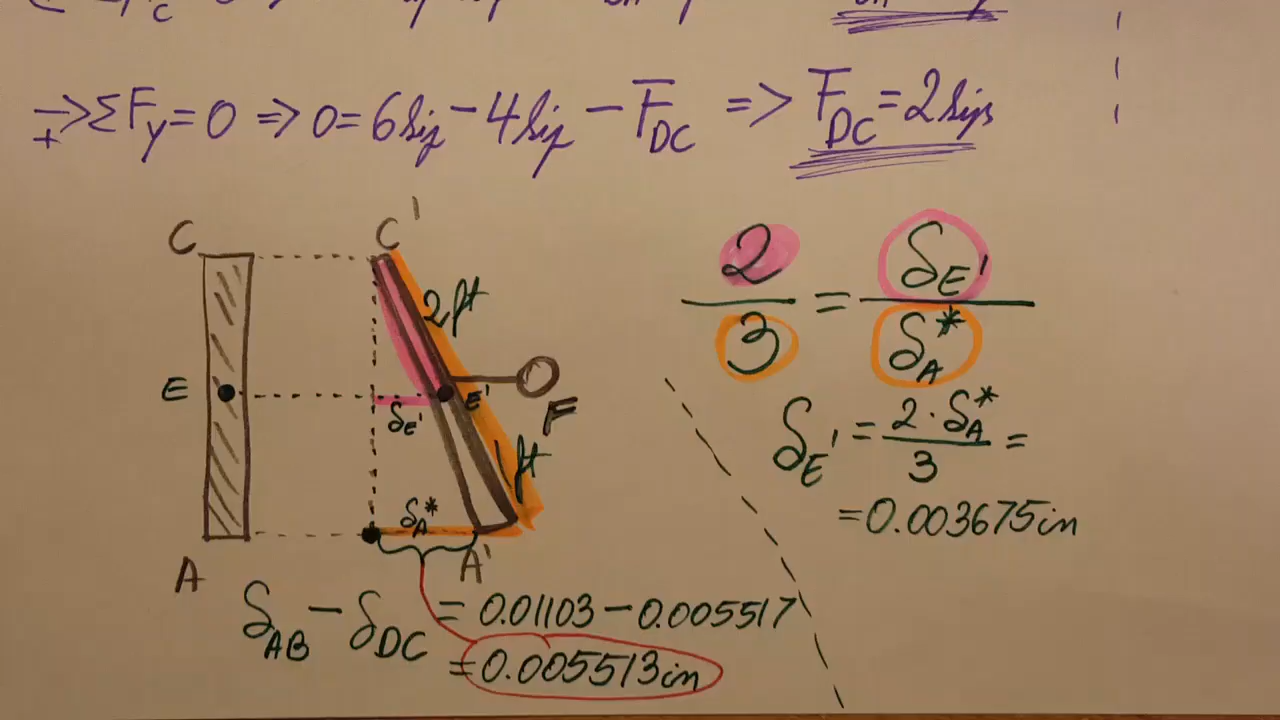 →+ ΣFy = 0 => 0 = 6kip - 4kip - FDC => FDC = 2kips
C
C'
2ft
2/3 = δE'/δA*
E
E'
F
δE'
1ft
δE' = 2·δA*/3 =
= 0.003675in
δA*
A
A'
δAB - δDC = 0.01103 - 0.005517
= 0.005513in